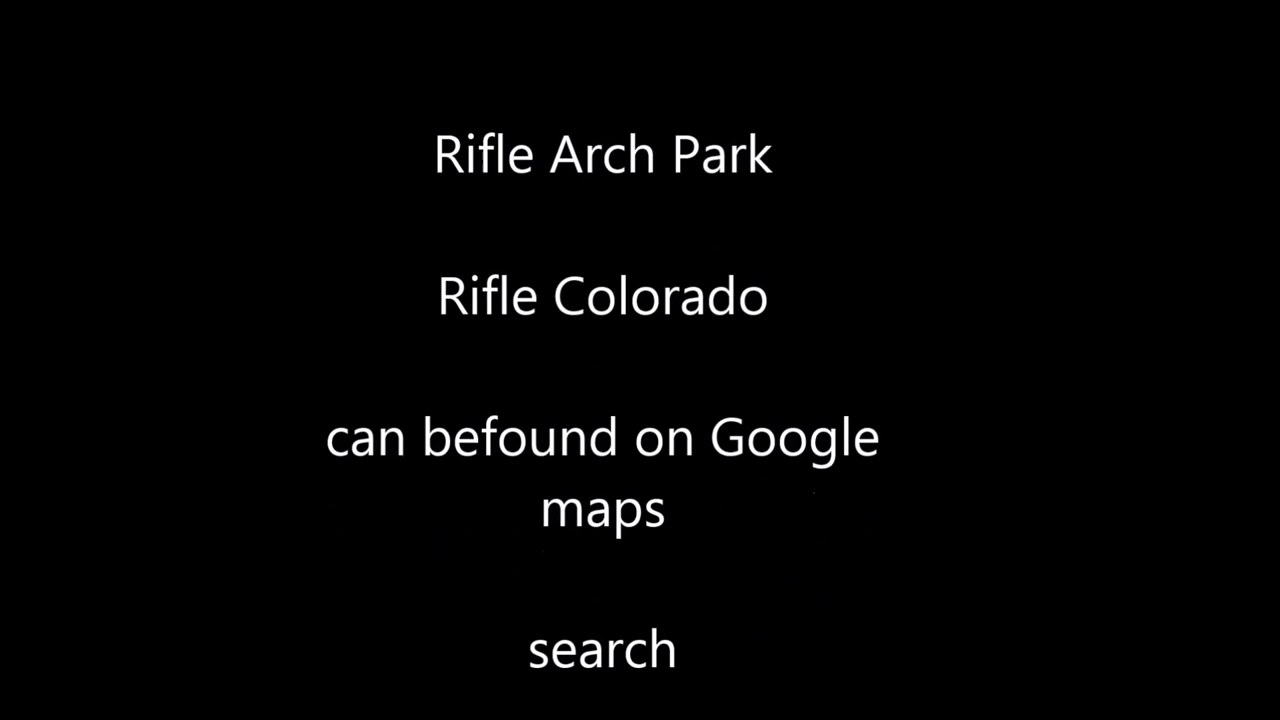 Rifle Arch Park
Rifle Colorado
can befound on Google
maps
search